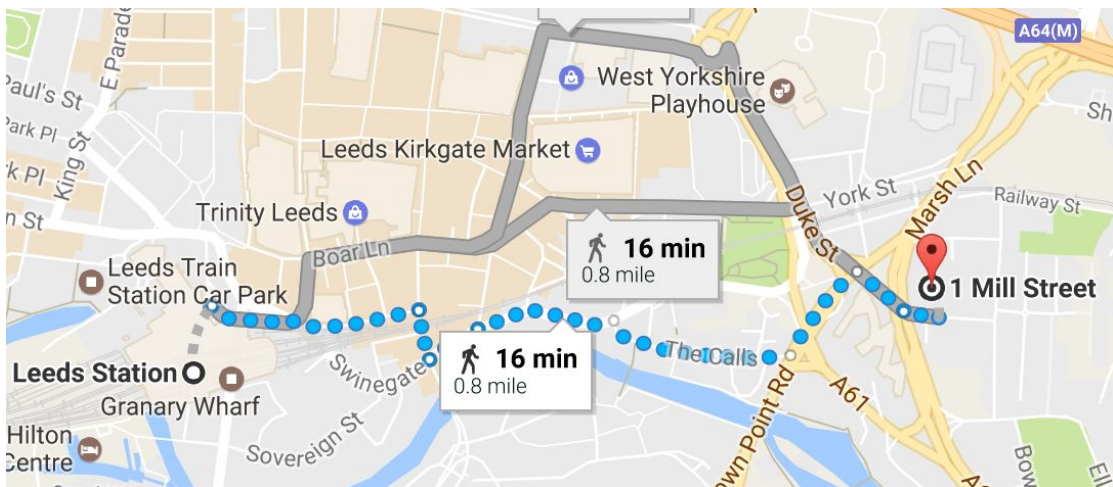 A64(M)
E Parade
Paul's St
West Yorkshire
Playhouse
Sh
Park Pl
King St
Leeds Kirkgate Market
k Pl
York St
Marsh Ln
Railway St
Trinity Leeds
n St
Duke St
Boar Ln
16 min
0.8 mile
Leeds Train
Station Car Park
1 Mill Street
16 min
0.8 mile
The Calls
Swinegate
Leeds Station
Granary Wharf
A61
own Point Rd
Hilton
Centre
Sovereign St
Bow
Ell